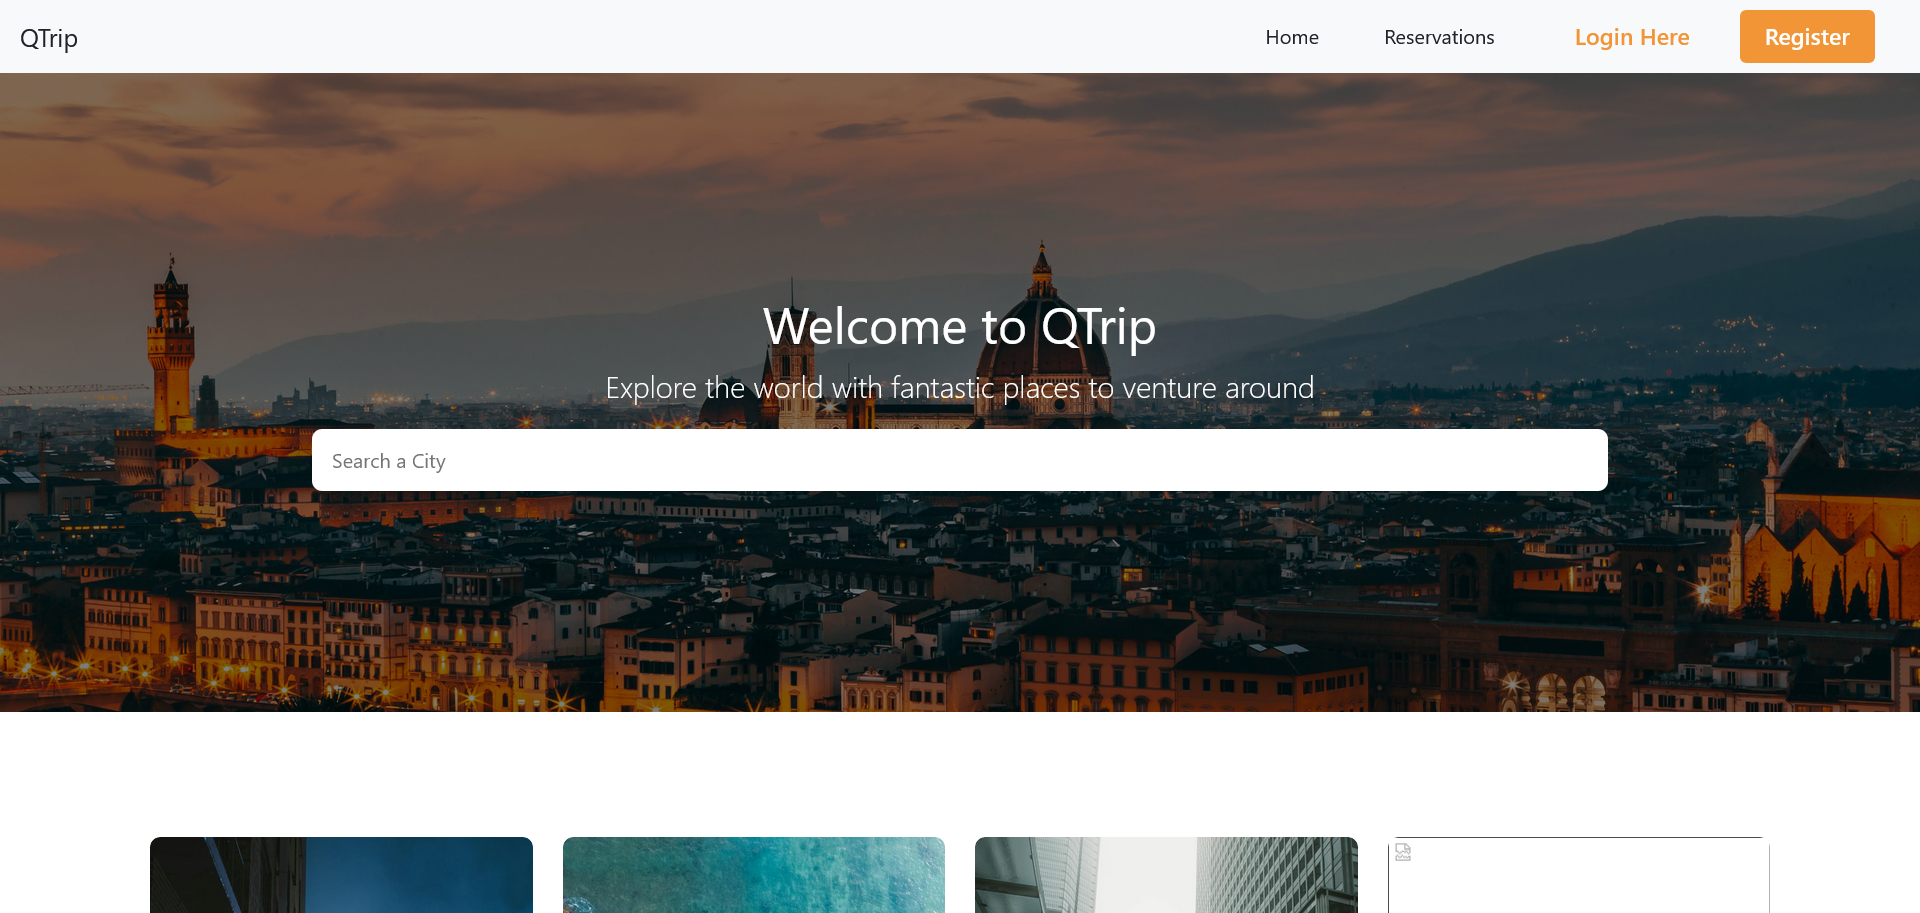 QTrip
Home
Reservations
Login Here
Register
Welcome to QTrip
Explore the world with fantastic places to venture around
Search a City